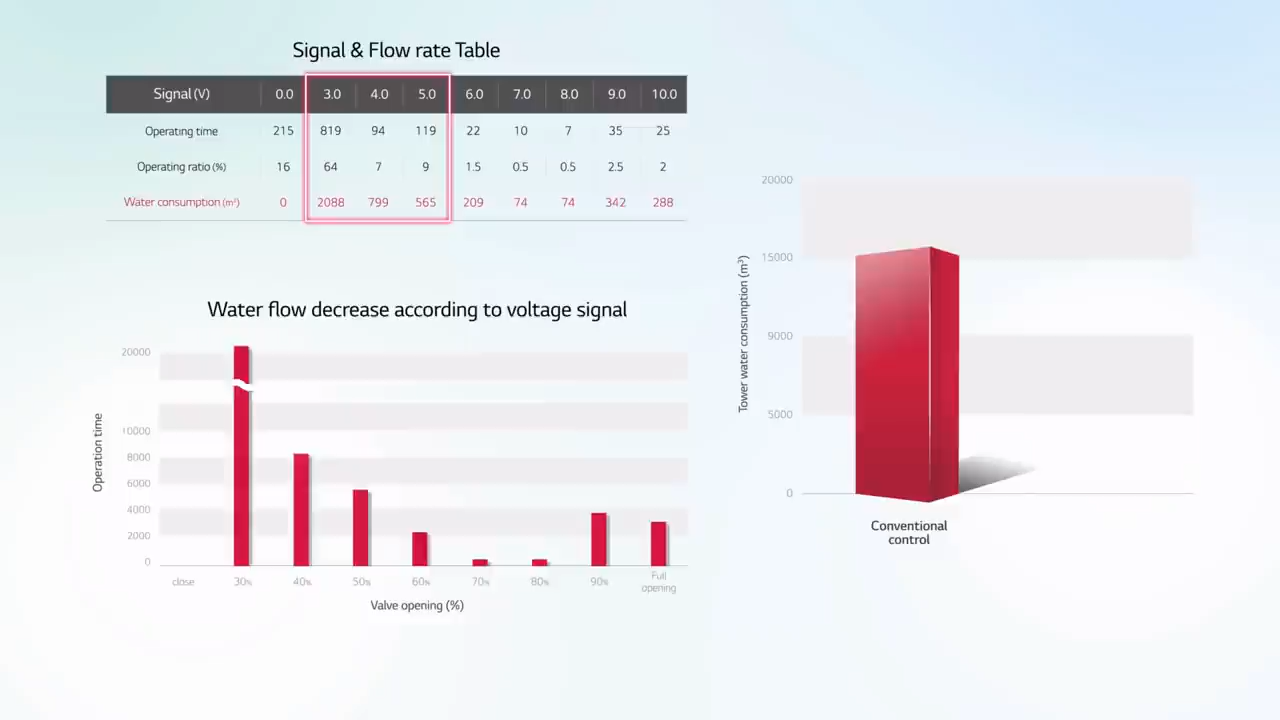 Signal & Flow rate Table
Signal (V) 0.0 3.0 4.0 5.0 6.0 7.0 8.0 9.0 10.0
Operating time 215 819 94 119 22 10 7 35 25
Operating ratio (%) 16 64 7 9 1.5 0.5 0.5 2.5 2
Water consumption (m²) 0 2088 799 565 209 74 74 342 288
Water flow decrease according to voltage signal
Operation time
20000
10000
8000
6000
4000
2000
0
close 30% 40% 50% 60% 70% 80% 90% Full opening
Valve opening (%)
Tower water consumption (m³)
20000
15000
9000
5000
0
Conventional
control